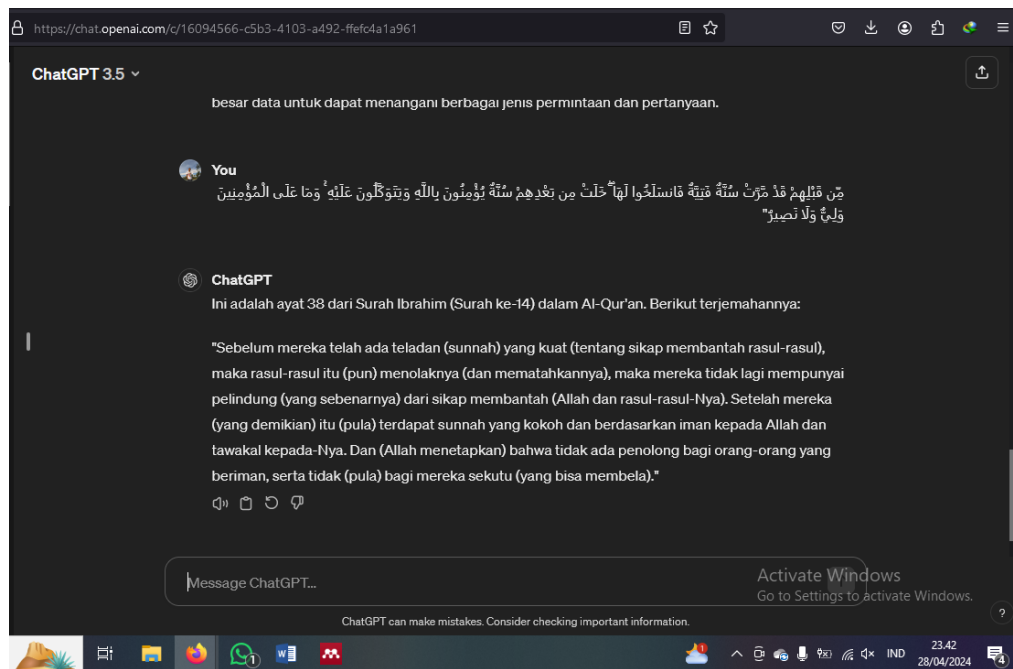 https://chat.openai.com/c/16094566-c5b3-4103-a492-ffefc4a1a961
ChatGPT 3.5
besar data untuk dapat menangani berbagai jenis permintaan dan pertanyaan.
You
مِّن قَبْلِهِمْ قَدْ مَّرَّتْ سُنَّةٌ فَتِيَّةٌ فَانسَلَخُوا لَهَا ۖ خَلَتْ مِن بَعْدِهِمْ سُنَّةٌ يُؤْمِنُونَ بِاللَّهِ وَيَتَوَكَّلُونَ عَلَيْهِ ۚ وَمَا عَلَى الْمُؤْمِنِينَ
وَلِيٌّ وَلَا نَصِيرٌ"
ChatGPT
Ini adalah ayat 38 dari Surah Ibrahim (Surah ke-14) dalam Al-Qur'an. Berikut terjemahannya:
"Sebelum mereka telah ada teladan (sunnah) yang kuat (tentang sikap membantah rasul-rasul),
maka rasul-rasul itu (pun) menolaknya (dan mematahkannya), maka mereka tidak lagi mempunyai
pelindung (yang sebenarnya) dari sikap membantah (Allah dan rasul-rasul-Nya). Setelah mereka
(yang demikian) itu (pula) terdapat sunnah yang kokoh dan berdasarkan iman kepada Allah dan
tawakal kepada-Nya. Dan (Allah menetapkan) bahwa tidak ada penolong bagi orang-orang yang
beriman, serta tidak (pula) bagi mereka sekutu (yang bisa membela)."
Message ChatGPT...
Activate Windows
Go to Settings to activate Windows.
ChatGPT can make mistakes. Consider checking important information.
?
1
W
IND
23.42
28/04/2024
4